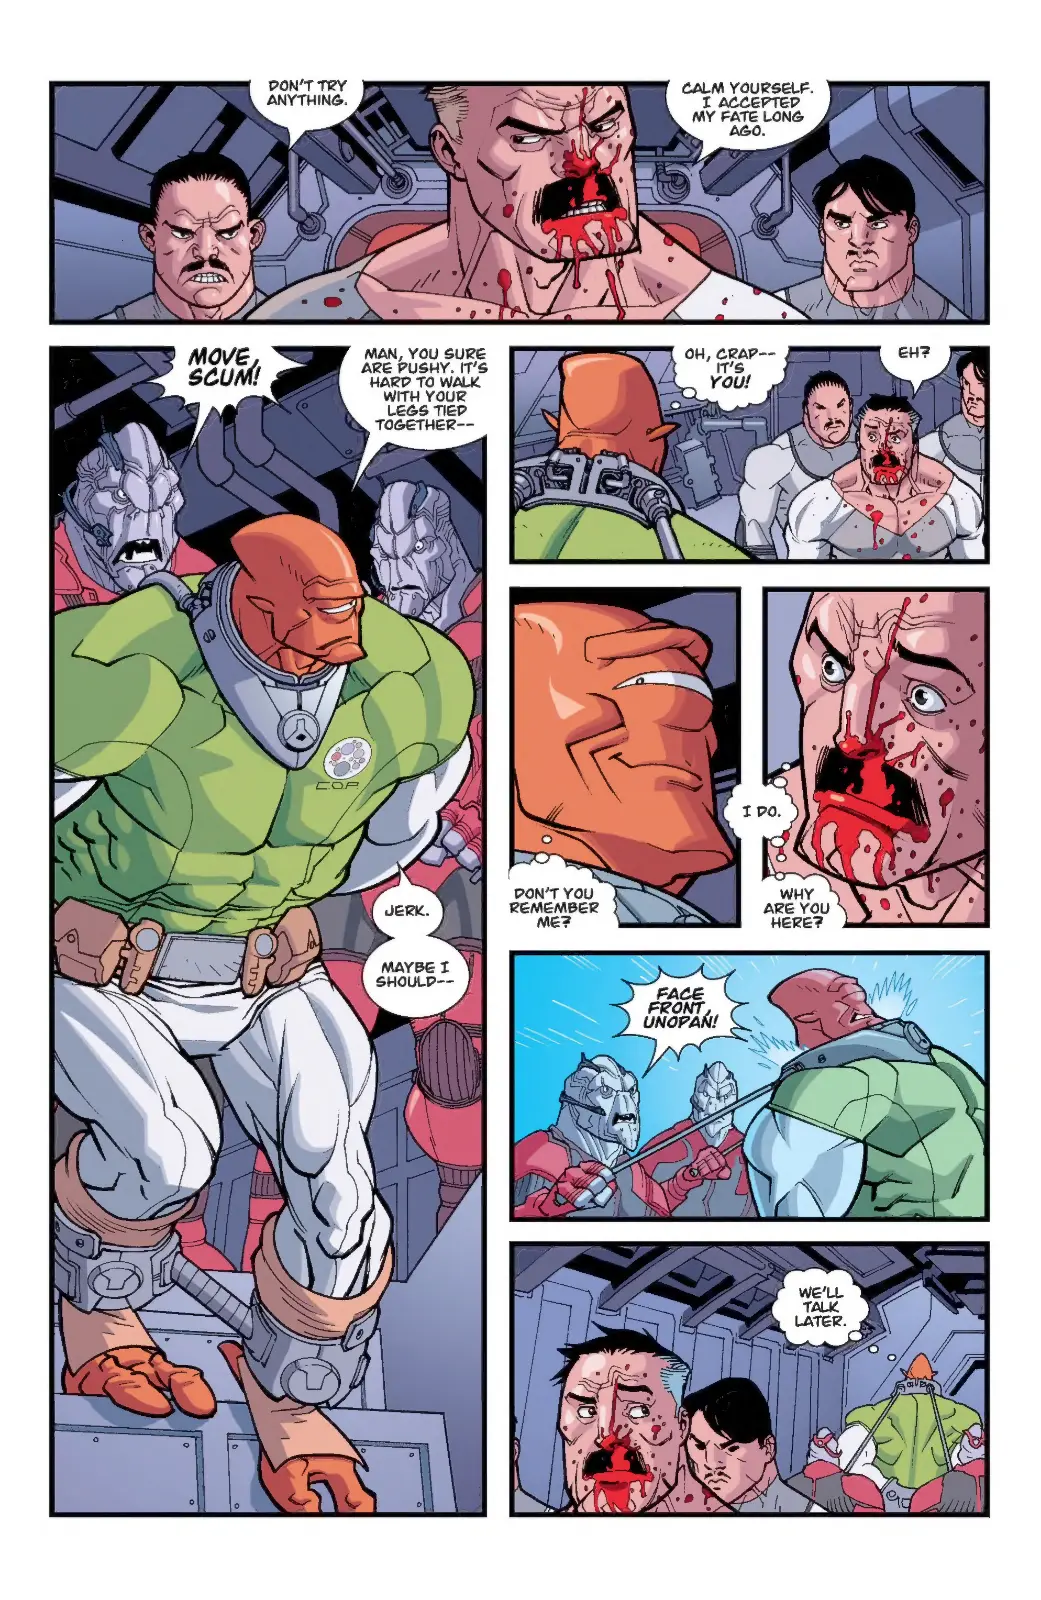 DON'T TRY
ANYTHING.
CALM YOURSELF.
I ACCEPTED
MY FATE LONG
AGO.
MOVE,
SCUM!
MAN, YOU SURE
ARE PUSHY. IT'S
HARD TO WALK
WITH YOUR
LEGS TIED
TOGETHER--
C.O.P.
JERK.
MAYBE I
SHOULD--
OH, CRAP--
IT'S
YOU!
EH?
DON'T YOU
REMEMBER
ME?
I DO.
WHY
ARE YOU
HERE?
FACE
FRONT,
UNOPAN!
WE'LL
TALK
LATER.